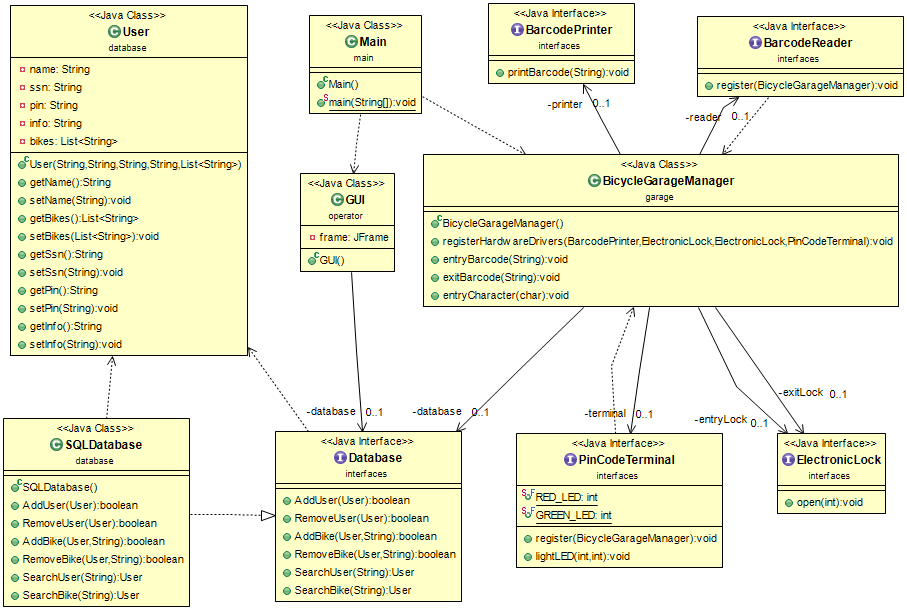 <<Java Class>>
User
database
name: String
ssn: String
pin: String
info: String
bikes: List<String>
User(String,String,String,String,List<String>)
getName():String
setName(String):void
getBikes():List<String>
setBikes(List<String>):void
getSsn():String
setSsn(String):void
getPin():String
setPin(String):void
getInfo():String
setInfo(String):void
<<Java Class>>
Main
main
Main()
main(String[]):void
<<Java Interface>>
BarcodePrinter
interfaces
printBarcode(String):void
<<Java Interface>>
BarcodeReader
interfaces
register(BicycleGarageManager):void
-printer 0..1
-reader 0..1
<<Java Class>>
GUI
operator
frame: JFrame
GUI()
<<Java Class>>
BicycleGarageManager
garage
BicycleGarageManager()
registerHardwareDrivers(BarcodePrinter,ElectronicLock,ElectronicLock,PinCodeTerminal):void
entryBarcode(String):void
exitBarcode(String):void
entryCharacter(char):void
-database 0..1
-database 0..1
-terminal 0..1
-entryLock 0..1
-exitLock 0..1
<<Java Class>>
SQLDatabase
database
SQLDatabase()
AddUser(User):boolean
RemoveUser(User):boolean
AddBike(User,String):boolean
RemoveBike(User,String):boolean
SearchUser(String):User
SearchBike(String):User
<<Java Interface>>
Database
interfaces
AddUser(User):boolean
RemoveUser(User):boolean
AddBike(User,String):boolean
RemoveBike(User,String):boolean
SearchUser(String):User
SearchBike(String):User
<<Java Interface>>
PinCodeTerminal
interfaces
RED_LED: int
GREEN_LED: int
register(BicycleGarageManager):void
lightLED(int,int):void
<<Java Interface>>
ElectronicLock
interfaces
open(int):void